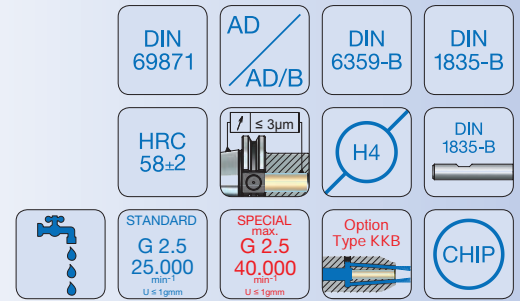 DIN
69871
AD
AD/B
DIN
6359-B
DIN
1835-B
HRC
58±2
≤ 3µm
H4
DIN
1835-B
STANDARD
G 2.5
25.000
min⁻¹
U ≤ 1gmm
SPECIAL
max.
G 2.5
40.000
min⁻¹
U ≤ 1gmm
Option
Type KKB
CHIP